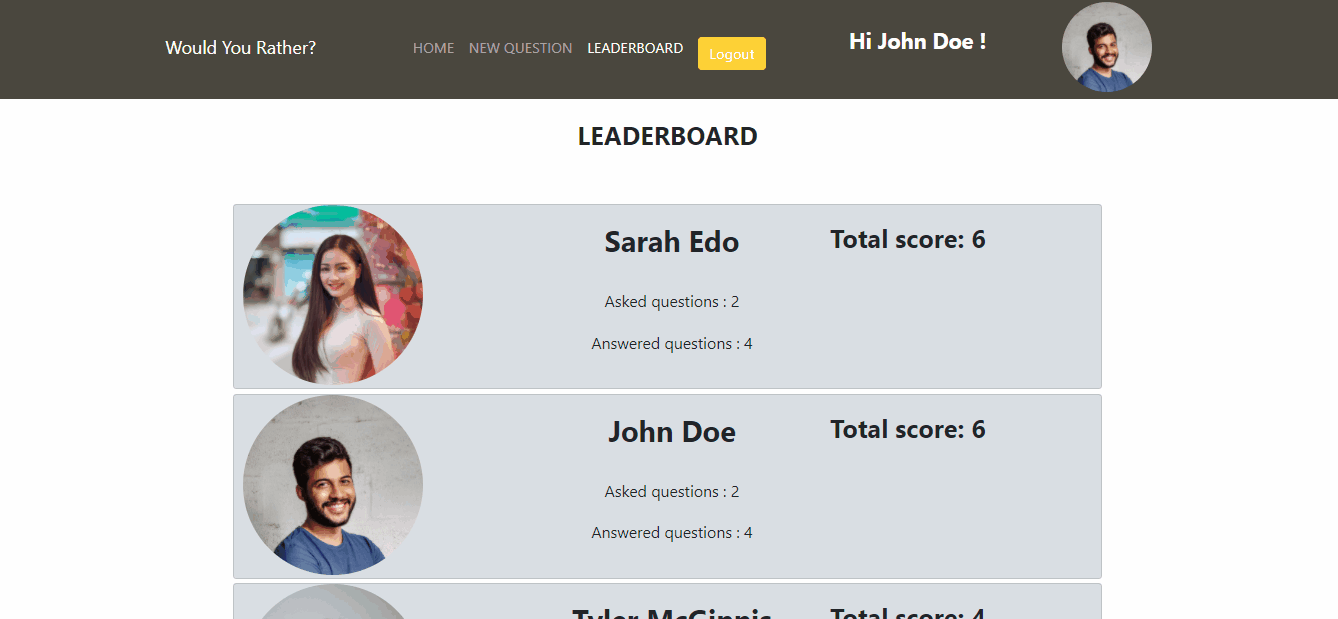 Would You Rather?
HOME NEW QUESTION LEADERBOARD Logout
Hi John Doe !
LEADERBOARD
Sarah Edo
Total score: 6
Asked questions : 2
Answered questions : 4
John Doe
Total score: 6
Asked questions : 2
Answered questions : 4
Tyler McGinnis
Total score: 4